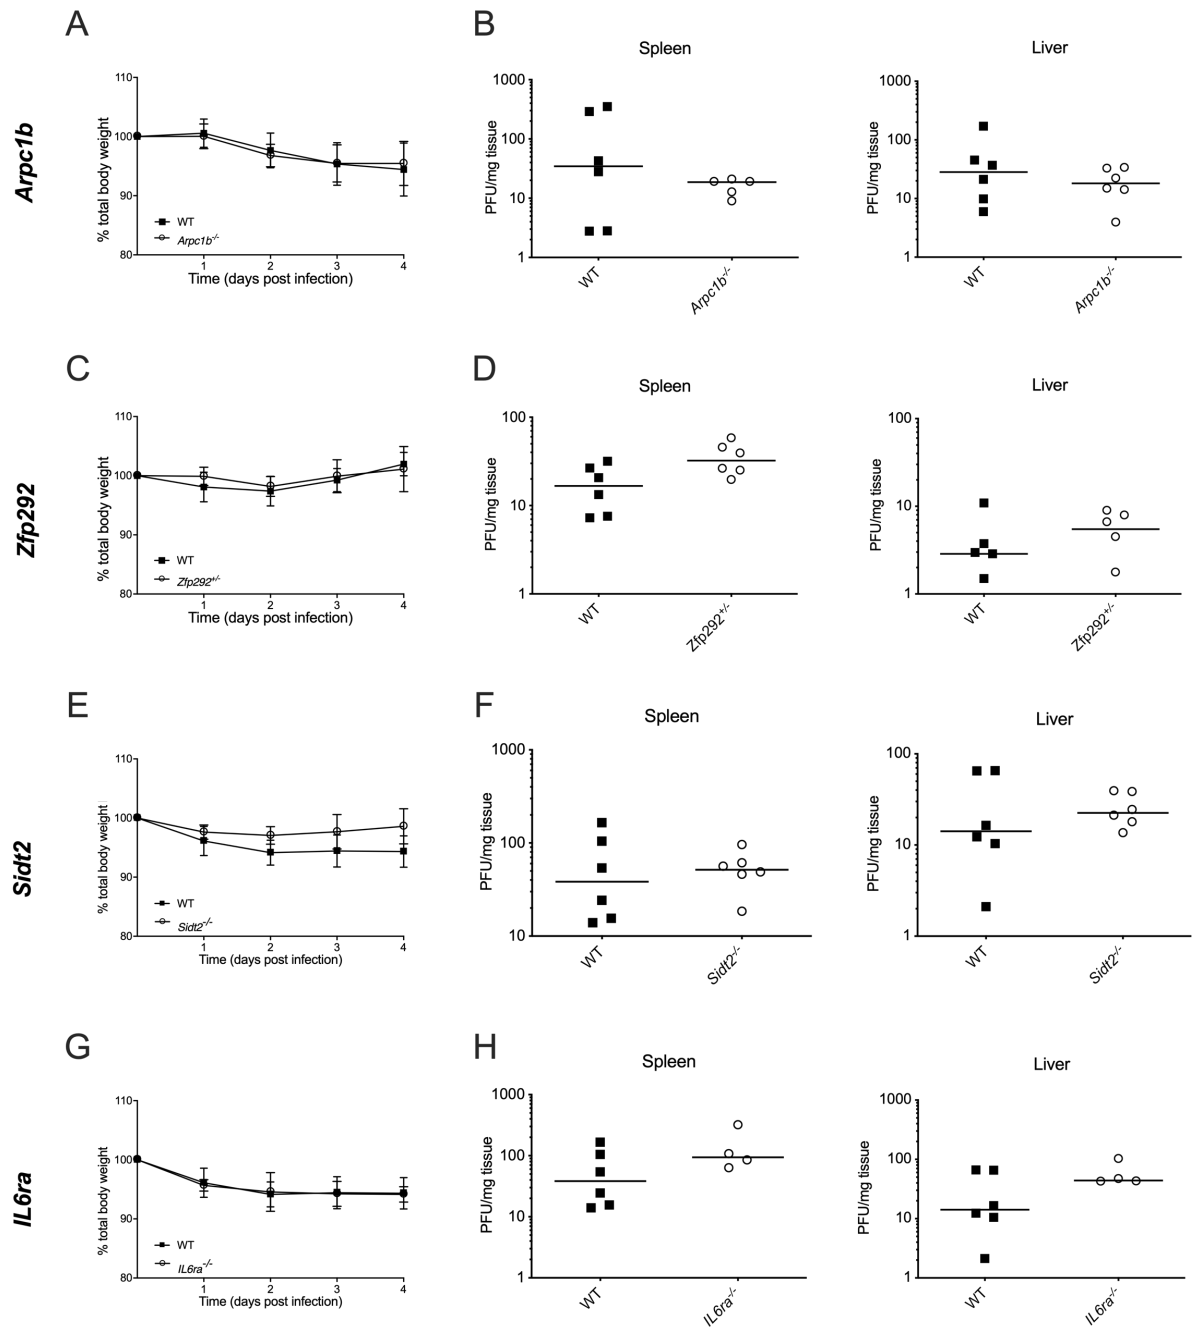 A
Arpc1b
% total body weight
110
100
90
80
WT
Arpc1b-/-
1 2 3 4
Time (days post infection)
B
Spleen
PFU/mg tissue
1000
100
10
1
WT
Arpc1b-/-
Liver
PFU/mg tissue
1000
100
10
1
WT
Arpc1b-/-
C
Zfp292
% total body weight
110
100
90
80
WT
Zfp292+/-
1 2 3 4
Time (days post infection)
D
Spleen
PFU/mg tissue
100
10
1
WT
Zfp292+/-
Liver
PFU/mg tissue
100
10
1
WT
Zfp292+/-
E
Sidt2
% total body weight
110
100
90
80
WT
Sidt2-/-
1 2 3 4
Time (days post infection)
F
Spleen
PFU/mg tissue
1000
100
10
WT
Sidt2-/-
Liver
PFU/mg tissue
100
10
1
WT
Sidt2-/-
G
IL6ra
% total body weight
110
100
90
80
WT
IL6ra-/-
1 2 3 4
Time (days post infection)
H
Spleen
PFU/mg tissue
1000
100
10
1
WT
IL6ra-/-
Liver
PFU/mg tissue
1000
100
10
1
WT
IL6ra-/-